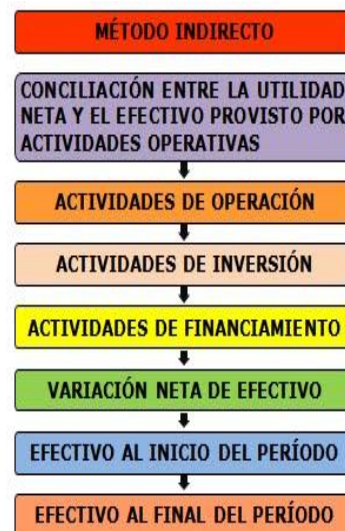 MÉTODO INDIRECTO
CONCILIACIÓN ENTRE LA UTILIDAD
NETA Y EL EFECTIVO PROVISTO POR
ACTIVIDADES OPERATIVAS
ACTIVIDADES DE OPERACIÓN
ACTIVIDADES DE INVERSIÓN
ACTIVIDADES DE FINANCIAMIENTO
VARIACIÓN NETA DE EFECTIVO
EFECTIVO AL INICIO DEL PERÍODO
EFECTIVO AL FINAL DEL PERÍODO